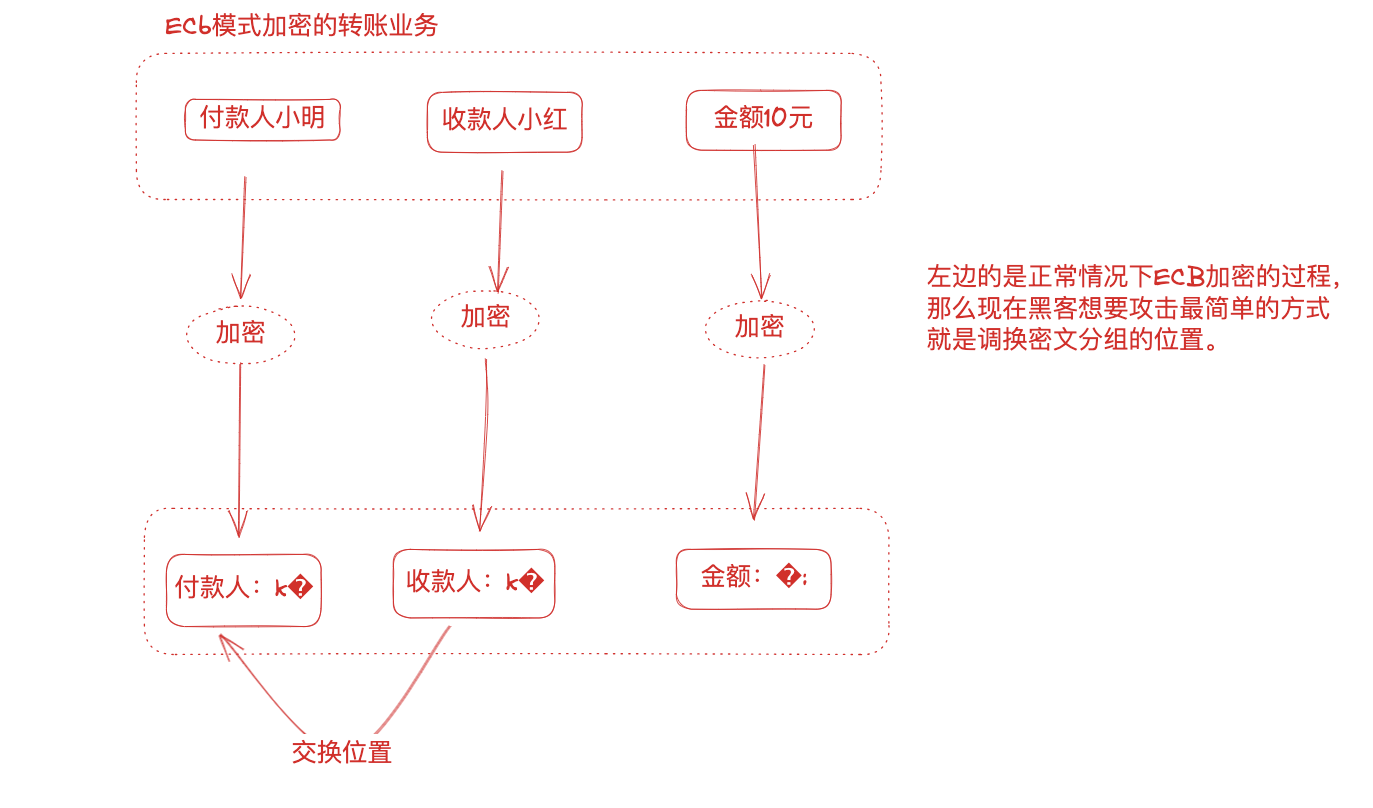 ECb模式加密的转账业务
付款人小明
收款人小红
金额10元
加密
加密
加密
左边的是正常情况下ECB加密的过程，
那么现在黑客想要攻击最简单的方式
就是调换密文分组的位置。
付款人：k�
收款人：k�
金额：�;
交换位置